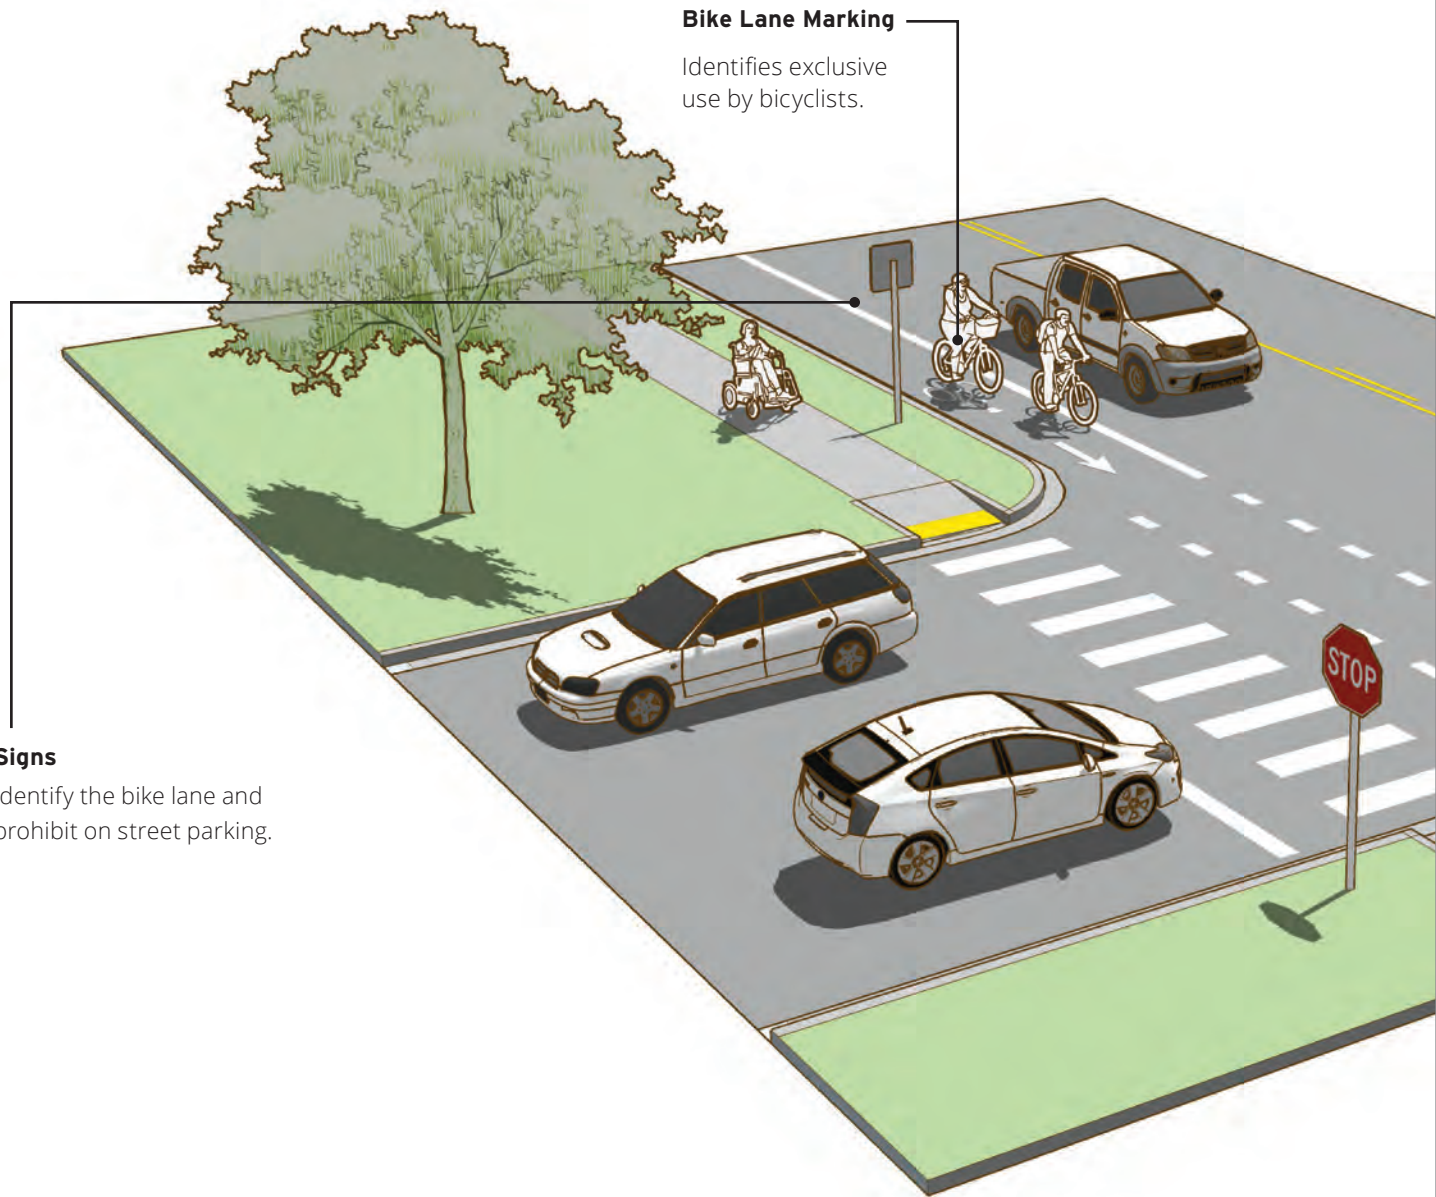 Bike Lane Marking
Identifies exclusive
use by bicyclists.
STOP
Signs
dentify the bike lane and
prohibit on street parking.